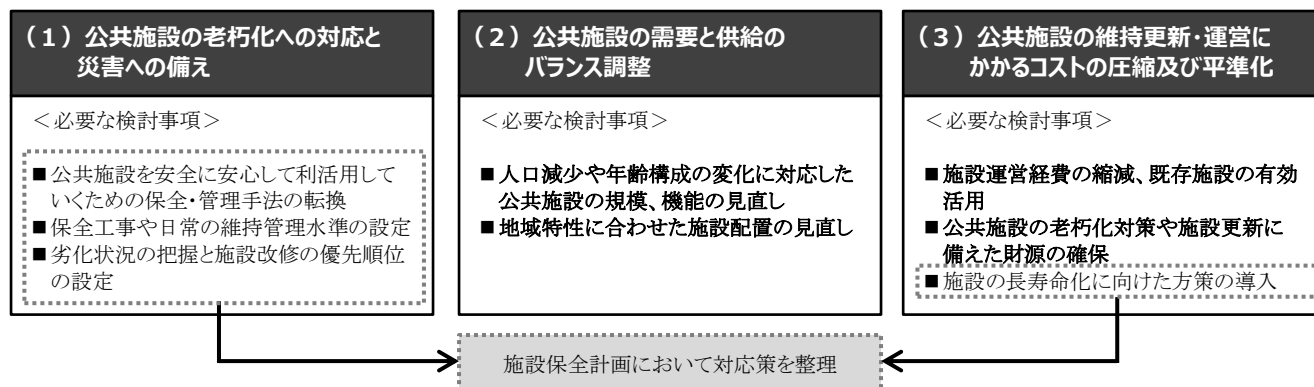 （１）公共施設の老朽化への対応と
災害への備え
＜必要な検討事項＞
■公共施設を安全に安心して利活用して
いくための保全・管理手法の転換
■保全工事や日常の維持管理水準の設定
■劣化状況の把握と施設改修の優先順位
の設定
（２）公共施設の需要と供給の
バランス調整
＜必要な検討事項＞
■人口減少や年齢構成の変化に対応した
公共施設の規模、機能の見直し
■地域特性に合わせた施設配置の見直し
（３）公共施設の維持更新・運営に
かかるコストの圧縮及び平準化
＜必要な検討事項＞
■施設運営経費の縮減、既存施設の有効
活用
■公共施設の老朽化対策や施設更新に
備えた財源の確保
■施設の長寿命化に向けた方策の導入
施設保全計画において対応策を整理